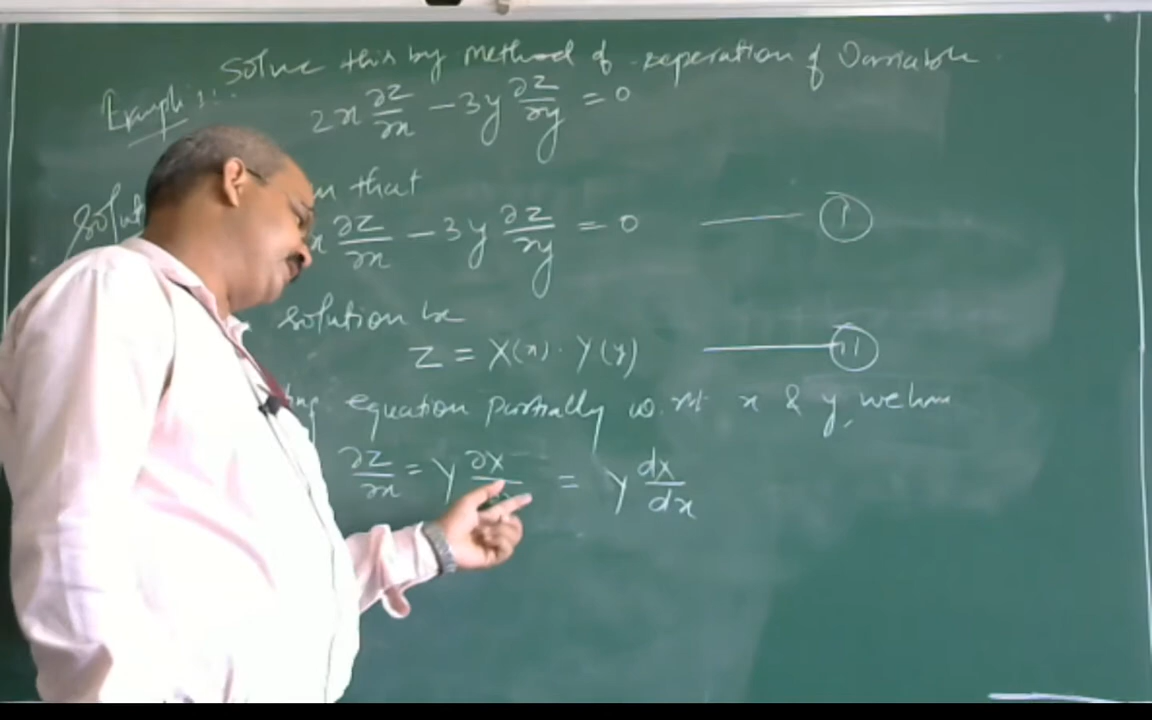 Solve this by method of seperation of Variable
Example :-
2x ∂z/∂x - 3y ∂z/∂y = 0
that
∂z/∂x - 3y ∂z/∂y = 0 —— (I)
solution be
Z = X(x) · Y(y) —— (II)
equation partially w.r.t x & y, we have
∂z/∂x = Y ∂X/ = Y dX/dx